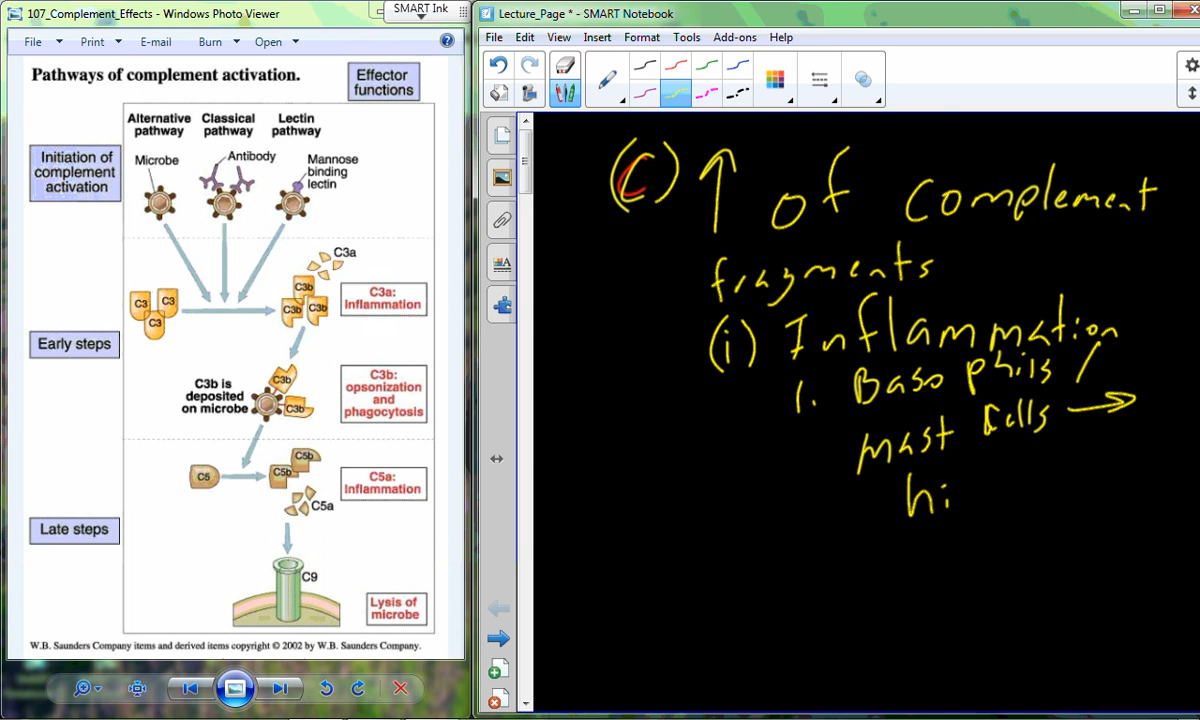 107_Complement_Effects - Windows Photo Viewer
SMART Ink
File Print E-mail Burn Open
Pathways of complement activation.
Effector
functions
Alternative
pathway
Classical
pathway
Lectin
pathway
Initiation of
complement
activation
Microbe
Antibody
Mannose
binding
lectin
C3a
C3 C3
C3
C3b
C3b C3b
C3a:
Inflammation
Early steps
C3b is
deposited
on microbe
C3b
C3b
C3b:
opsonization
and
phagocytosis
C5
C5b
C5b
C5a
C5a:
Inflammation
Late steps
C9
Lysis of
microbe
W.B. Saunders Company items and derived items copyright © 2002 by W.B. Saunders Company.
Lecture_Page * - SMART Notebook
File Edit View Insert Format Tools Add-ons Help
(C) ↑ of complement
fragments
(i) Inflammation
1. Basophils /
mast cells →
hi